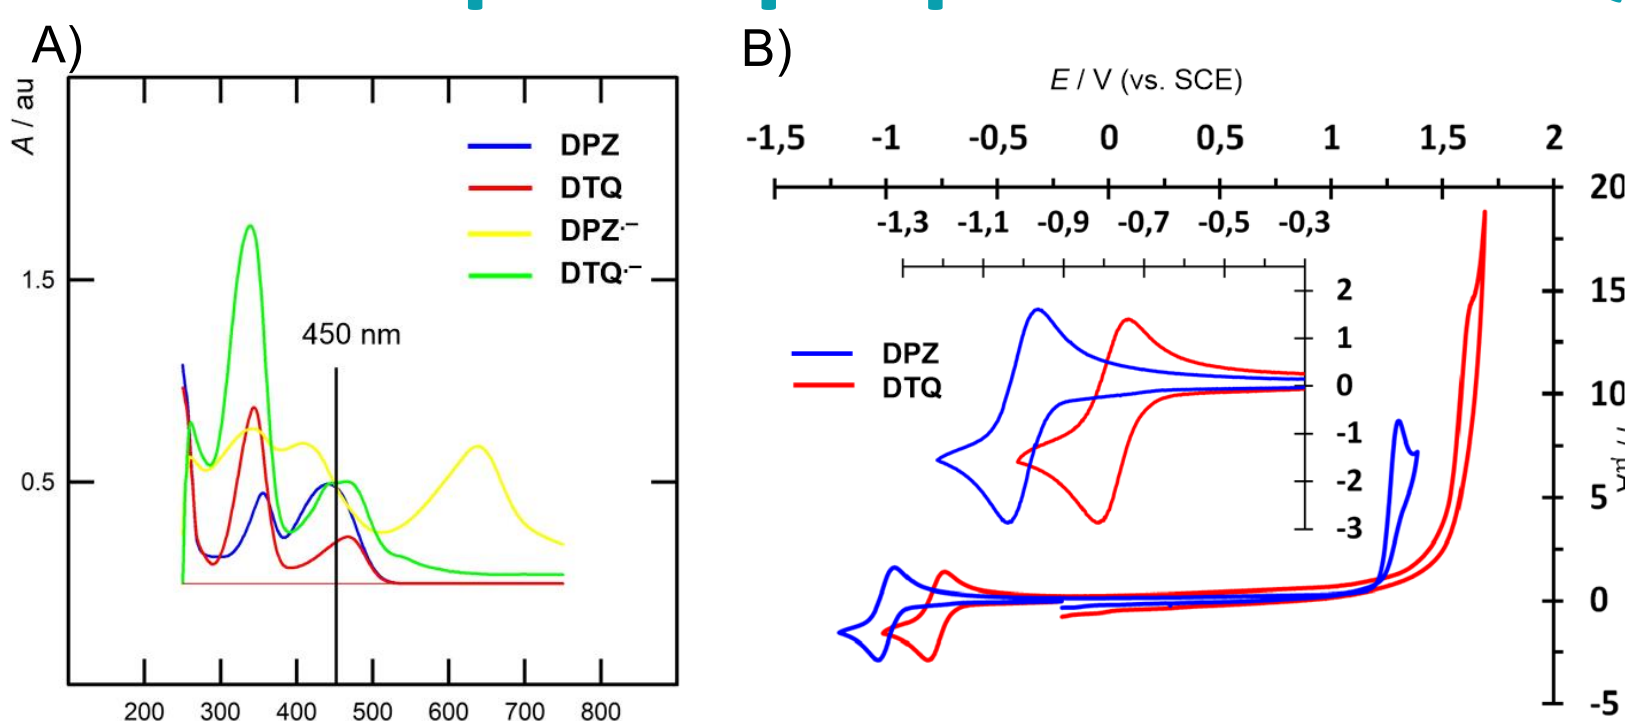 A)
A / au
1.5
0.5
450 nm
DPZ
DTQ
DPZ·–
DTQ·–
200 300 400 500 600 700 800
B)
E / V (vs. SCE)
-1,5 -1 -0,5 0 0,5 1 1,5 2
-1,3 -1,1 -0,9 -0,7 -0,5 -0,3
2
1
0
-1
-2
-3
DPZ
DTQ
20
15
10
5
0
-5